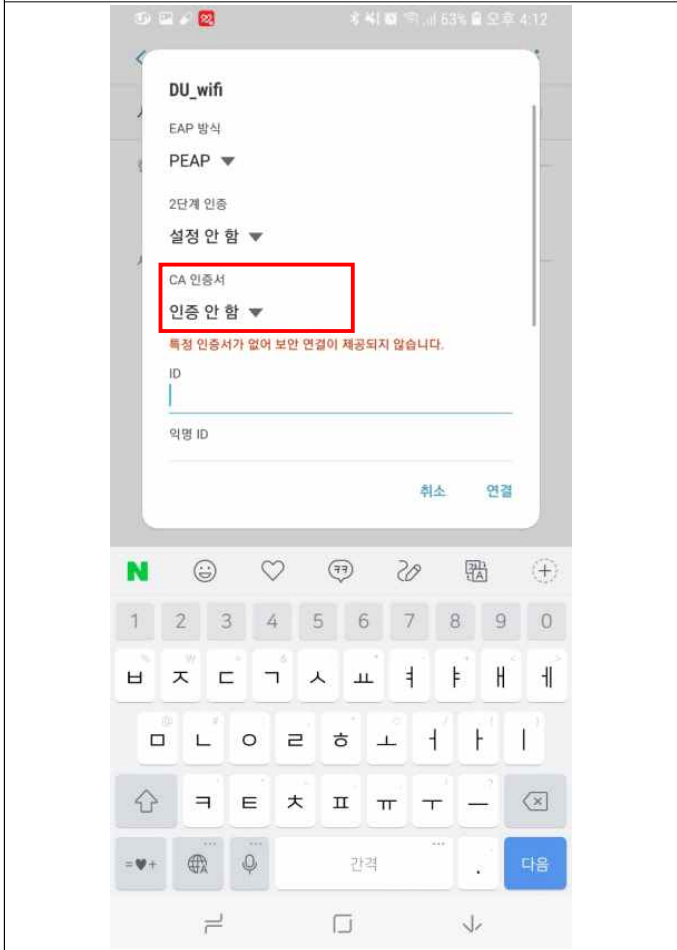 63% 오후 4:12
DU_wifi
EAP 방식
PEAP
2단계 인증
설정 안 함
CA 인증서
인증 안 함
특정 인증서가 없어 보안 연결이 제공되지 않습니다.
ID
익명 ID
취소 연결
N ㅋㅋ
1 2 3 4 5 6 7 8 9 0
ㅂ ㅈ ㄷ ㄱ ㅅ ㅛ ㅕ ㅑ ㅐ ㅔ
ㅁ ㄴ ㅇ ㄹ ㅎ ㅗ ㅓ ㅏ ㅣ
ㅋ ㅌ ㅊ ㅍ ㅠ ㅜ ㅡ
=♥+ 간격 . 다음